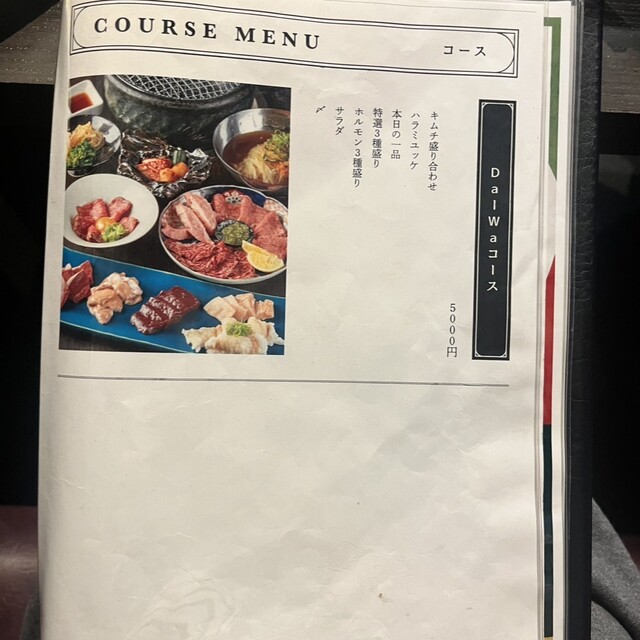 COURSE MENU
コース
DalWaコース
5000円
キムチ盛り合わせ
ハラミユッケ
本日の一品
特選3種盛り
ホルモン3種盛り
サラダ
〆